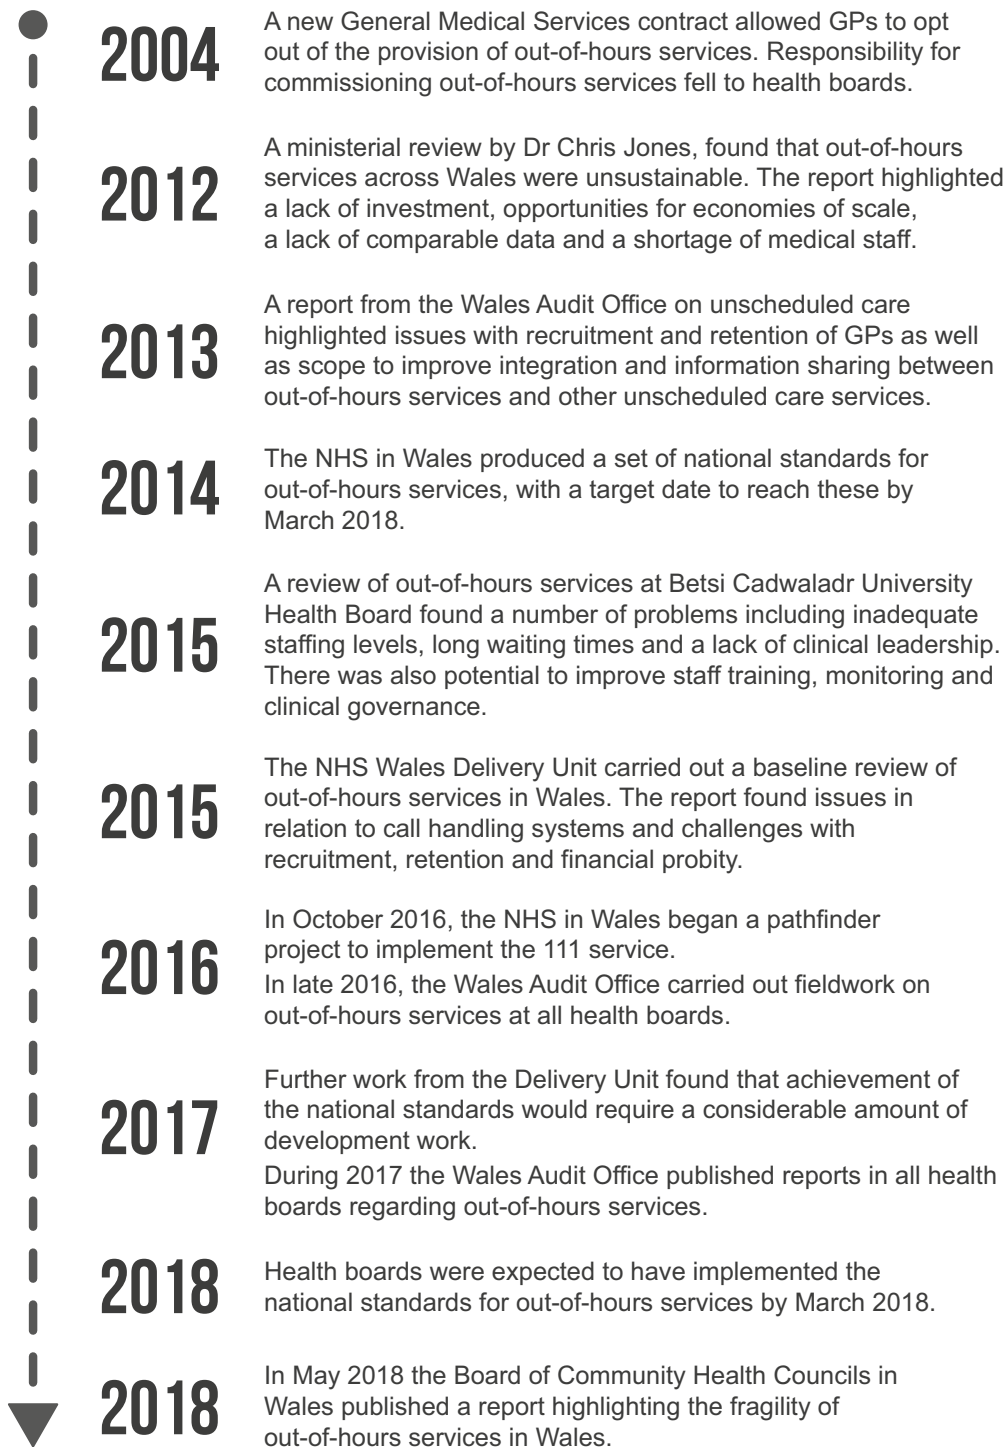 2004
A new General Medical Services contract allowed GPs to opt
out of the provision of out-of-hours services. Responsibility for
commissioning out-of-hours services fell to health boards.
2012
A ministerial review by Dr Chris Jones, found that out-of-hours
services across Wales were unsustainable. The report highlighted
a lack of investment, opportunities for economies of scale,
a lack of comparable data and a shortage of medical staff.
2013
A report from the Wales Audit Office on unscheduled care
highlighted issues with recruitment and retention of GPs as well
as scope to improve integration and information sharing between
out-of-hours services and other unscheduled care services.
2014
The NHS in Wales produced a set of national standards for
out-of-hours services, with a target date to reach these by
March 2018.
2015
A review of out-of-hours services at Betsi Cadwaladr University
Health Board found a number of problems including inadequate
staffing levels, long waiting times and a lack of clinical leadership.
There was also potential to improve staff training, monitoring and
clinical governance.
2015
The NHS Wales Delivery Unit carried out a baseline review of
out-of-hours services in Wales. The report found issues in
relation to call handling systems and challenges with
recruitment, retention and financial probity.
2016
In October 2016, the NHS in Wales began a pathfinder
project to implement the 111 service.
In late 2016, the Wales Audit Office carried out fieldwork on
out-of-hours services at all health boards.
2017
Further work from the Delivery Unit found that achievement of
the national standards would require a considerable amount of
development work.
During 2017 the Wales Audit Office published reports in all health
boards regarding out-of-hours services.
2018
Health boards were expected to have implemented the
national standards for out-of-hours services by March 2018.
2018
In May 2018 the Board of Community Health Councils in
Wales published a report highlighting the fragility of
out-of-hours services in Wales.